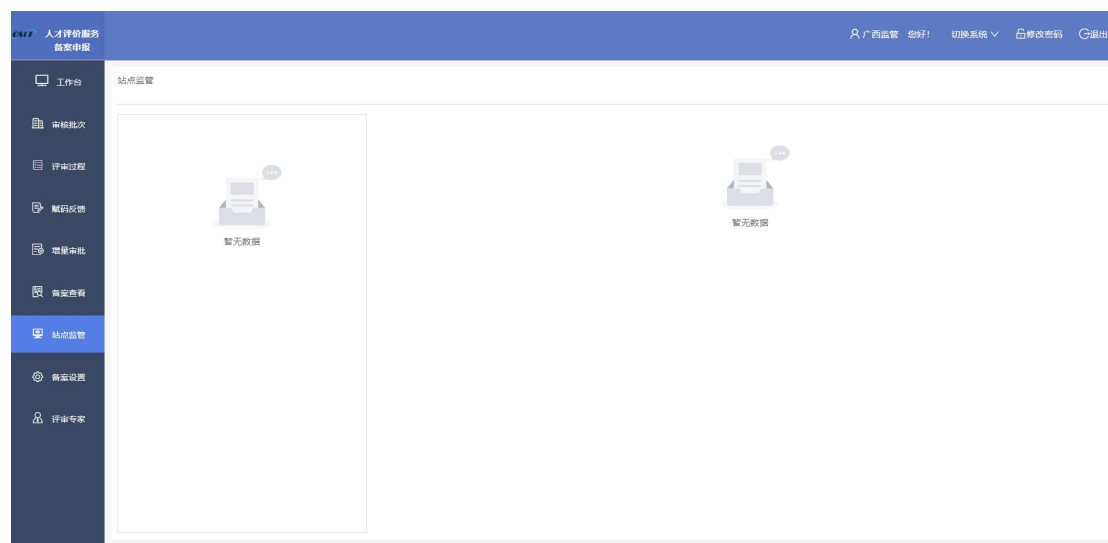 OSLT 人才评价服务
备案申报
广西监管 您好! 切换系统 修改密码 退出
工作台
站点监管
审核批次
评审过程
赋码反馈
增量审批
备案查看
站点监管
备案设置
评审专家
暂无数据
暂无数据